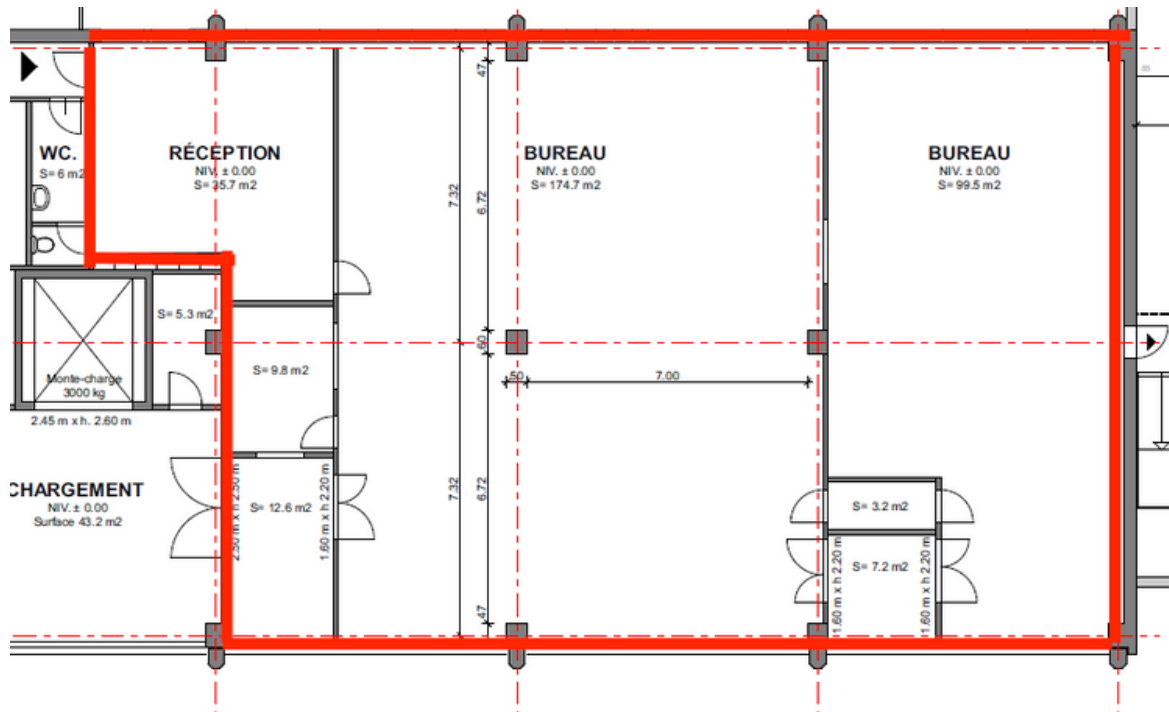 WC.
S= 6 m2
RÉCEPTION
NIV. ± 0.00
S= 35.7 m2
BUREAU
NIV. ± 0.00
S= 174.7 m2
BUREAU
NIV. ± 0.00
S= 99.5 m2
47
7.32
6.72
60
50
7.00
S= 5.3 m2
S= 9.8 m2
Monte-charge
3000 kg
2.45 m x h. 2.60 m
CHARGEMENT
NIV. ± 0.00
Surface 43.2 m2
2.50 m x h 2.50 m
S= 12.6 m2
1.60 m x h 2.20 m
7.32
6.72
47
S= 3.2 m2
S= 7.2 m2
1.60 m x h 2.20 m
1.60 m x h 2.20 m